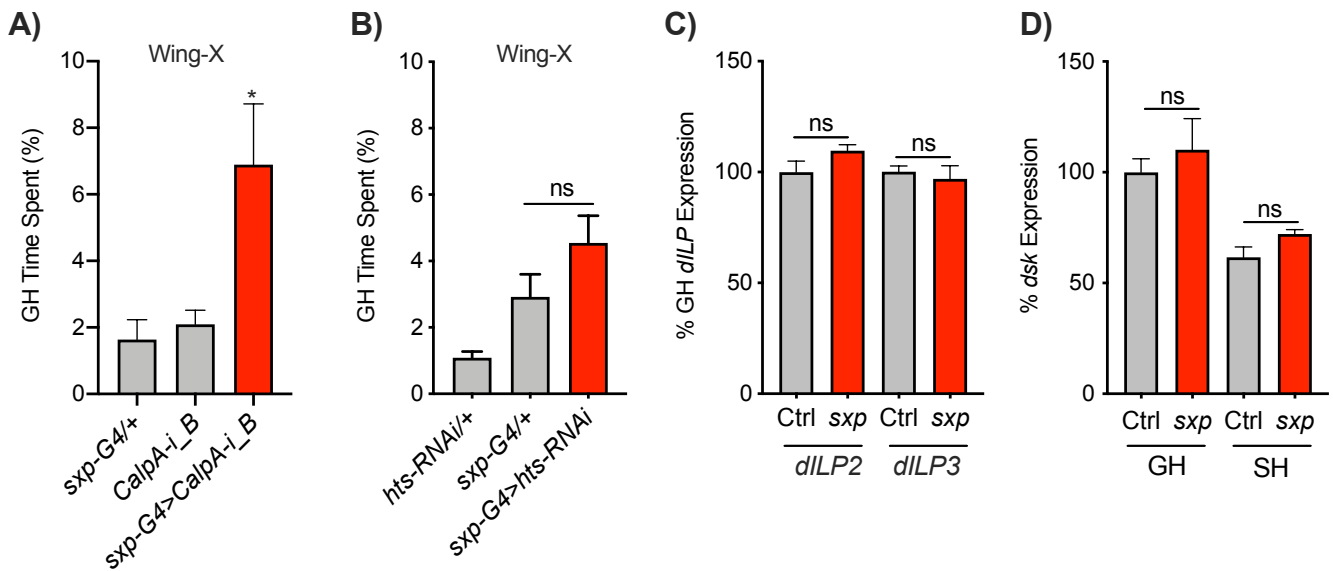 A)
Wing-X
GH Time Spent (%)
10
8
6
4
2
0
*
sxp-G4/+
CalpA-i_B
sxp-G4>CalpA-i_B
B)
Wing-X
GH Time Spent (%)
10
8
6
4
2
0
ns
hts-RNAi/+
sxp-G4/+
sxp-G4>hts-RNAi
C)
% GH dILP Expression
150
100
50
0
ns
ns
Ctrl sxp Ctrl sxp
dILP2 dILP3
D)
% dsk Expression
150
100
50
0
ns
ns
Ctrl sxp Ctrl sxp
GH SH